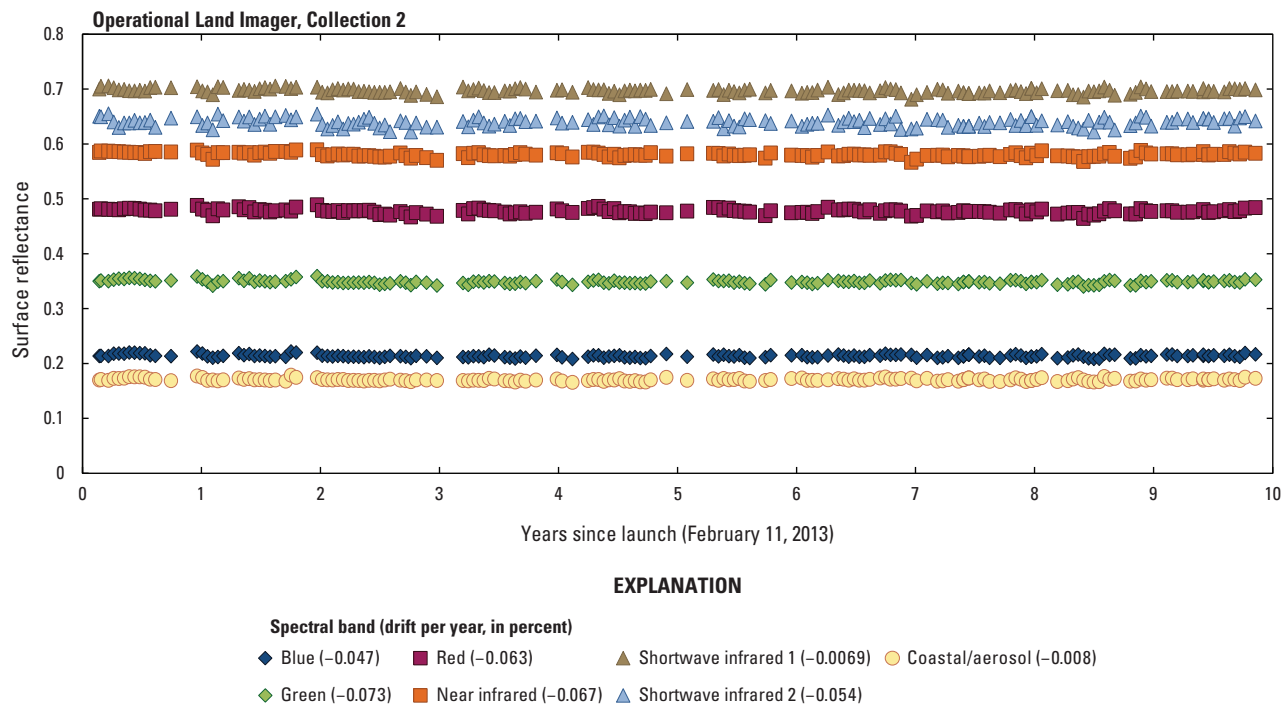 Operational Land Imager, Collection 2
0.8
0.7
0.6
0.5
0.4
0.3
0.2
0.1
0
Surface reflectance
0 1 2 3 4 5 6 7 8 9 10
Years since launch (February 11, 2013)
EXPLANATION
Spectral band (drift per year, in percent)
Blue (−0.047) Red (−0.063) Shortwave infrared 1 (−0.0069) Coastal/aerosol (−0.008)
Green (−0.073) Near infrared (−0.067) Shortwave infrared 2 (−0.054)